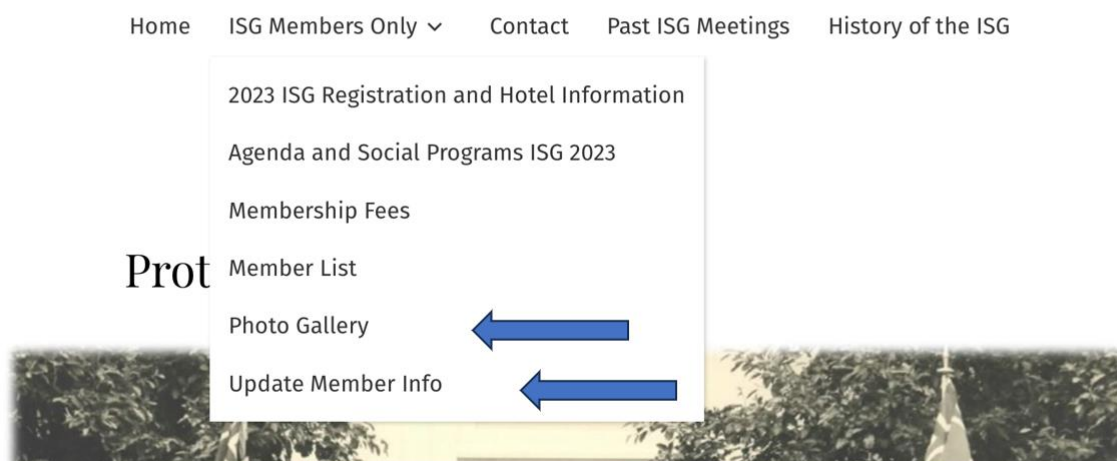 Home ISG Members Only Contact Past ISG Meetings History of the ISG
2023 ISG Registration and Hotel Information
Agenda and Social Programs ISG 2023
Membership Fees
Prot
Member List
Photo Gallery
Update Member Info